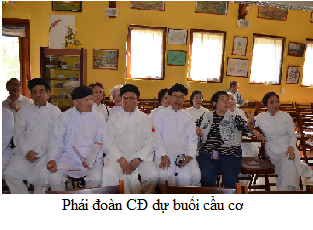 Phái đoàn CĐ dự buổi cầu cơ